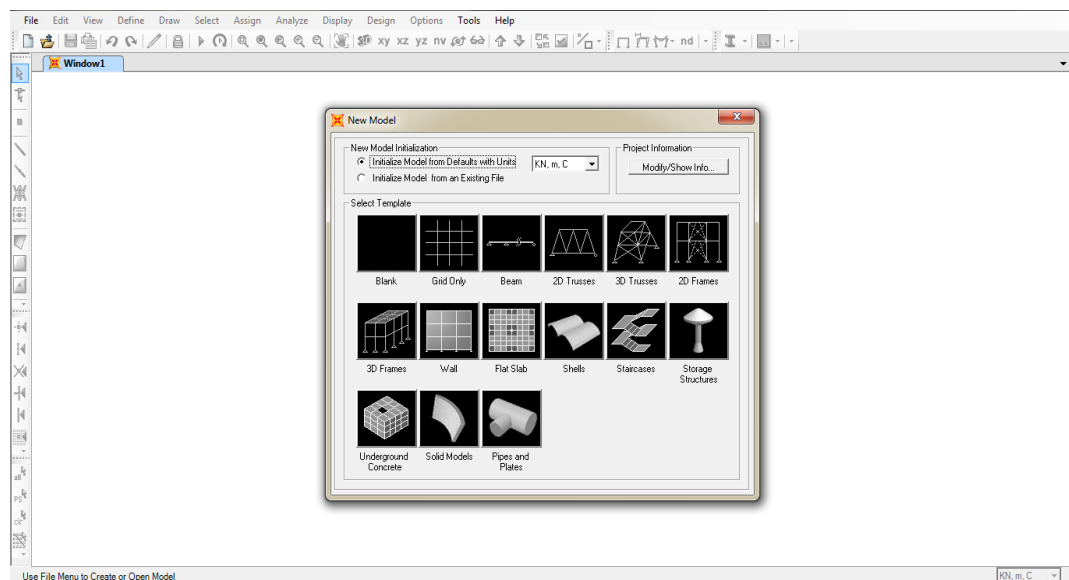 File Edit View Define Draw Select Assign Analyze Display Design Options Tools Help
3D xy xz yz nv nd
Window1
New Model
New Model Initialization
Initialize Model from Defaults with Units
KN, m, C
Initialize Model from an Existing File
Project Information
Modify/Show Info...
Select Template
Blank Grid Only Beam 2D Trusses 3D Trusses 2D Frames
3D Frames Wall Flat Slab Shells Staircases Storage
Structures
Underground Solid Models Pipes and
Concrete Plates
all
PS
clr
Use File Menu to Create or Open Model
KN, m, C